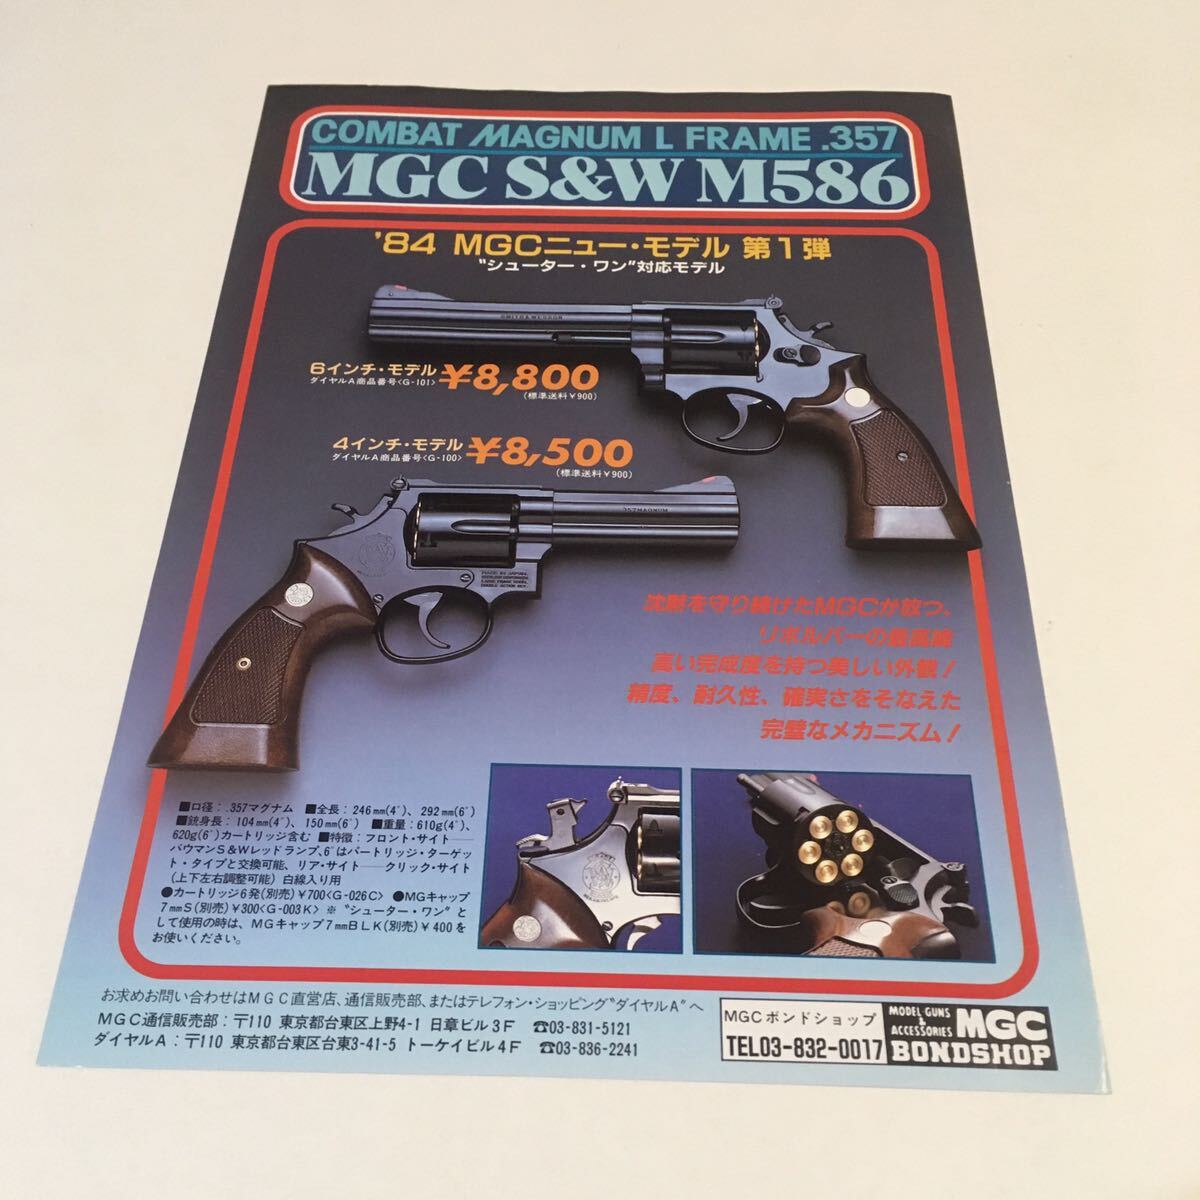 COMBAT MAGNUM L FRAME .357
MGC S&W M586
'84 MGCニュー・モデル 第1弾
"シューター・ワン"対応モデル
SMITH & WESSON
6インチ・モデル ¥8,800
ダイヤルA商品番号<G-101>
(標準送料¥900)
4インチ・モデル ¥8,500
ダイヤルA商品番号<G-100>
(標準送料¥900)
.357 MAGNUM
沈黙を守り続けたMGCが放つ、
リボルバーの最高峰
高い完成度を持つ美しい外観!
精度、耐久性、確実さをそなえた
完璧なメカニズム!
■口径:.357マグナム ■全長:246mm(4")、292mm(6")
■銃身長:104mm(4")、150mm(6") ■重量:610g(4")、
620g(6")カートリッジ含む ■特徴:フロント・サイト──
バウマンS&Wレッドランプ、6"はパートリッジ・ターゲッ
ト・タイプと交換可能、リア・サイト──クリック・サイト
(上下左右調整可能)白線入り用
●カートリッジ6発(別売)¥700<G-026C> ●MGキャップ
7mmS(別売)¥300<G-003K> ※"シューター・ワン"と
して使用の時は、MGキャップ7mmBLK(別売)¥400を
お使いください。
お求めお問い合わせはMGC直営店、通信販売部、またはテレフォン・ショッピング"ダイヤルA"へ
MGC通信販売部:〒110 東京都台東区上野4-1 日章ビル3F ☎03-831-5121
ダイヤルA:〒110 東京都台東区台東3-41-5 トーケイビル4F ☎03-836-2241
MGCボンドショップ
TEL03-832-0017
MODEL GUNS & ACCESSORIES MGC
BONDSHOP